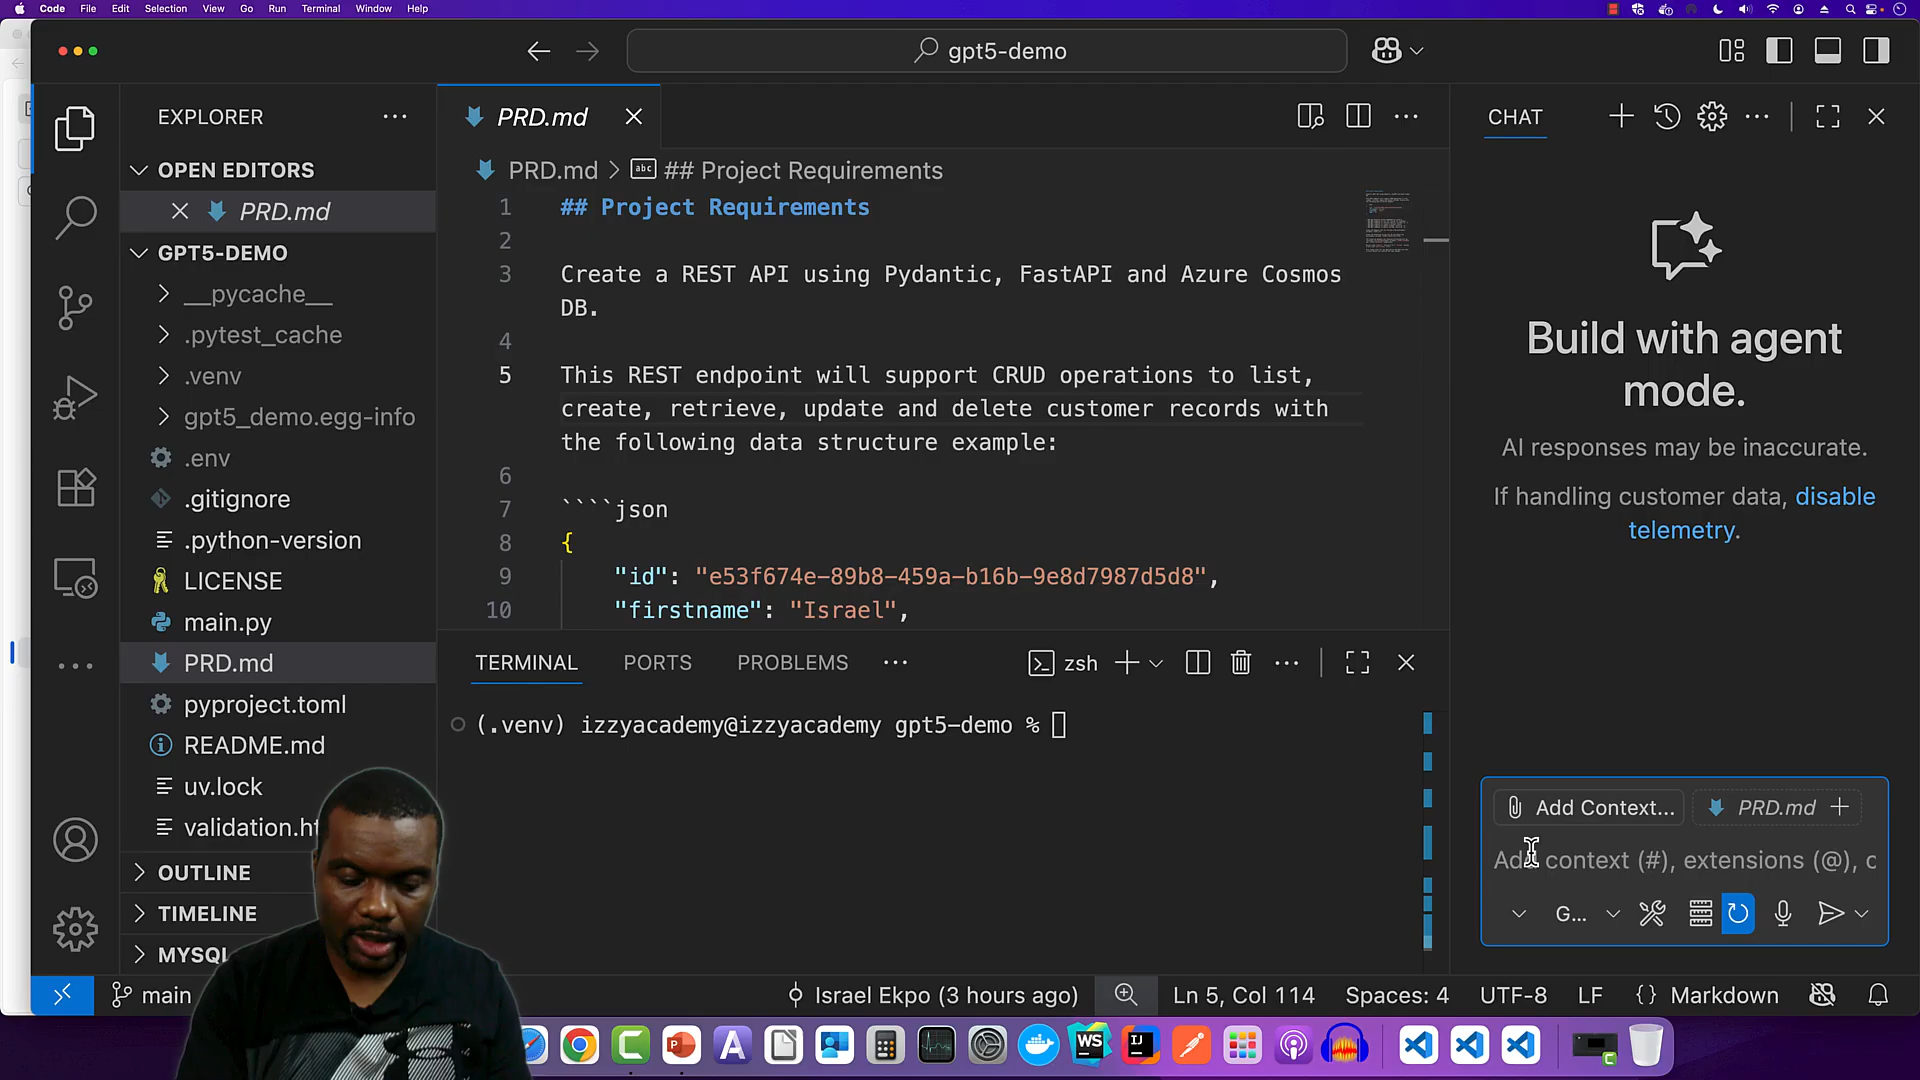 Code File Edit Selection View Go Run Terminal Window Help
gpt5-demo
EXPLORER
OPEN EDITORS
PRD.md
GPT5-DEMO
__pycache__
.pytest_cache
.venv
gpt5_demo.egg-info
.env
.gitignore
.python-version
LICENSE
main.py
PRD.md
pyproject.toml
README.md
uv.lock
validation.ht
OUTLINE
TIMELINE
MYSQL
PRD.md
PRD.md > ## Project Requirements
1 ## Project Requirements
2
3 Create a REST API using Pydantic, FastAPI and Azure Cosmos
DB.
4
5 This REST endpoint will support CRUD operations to list,
create, retrieve, update and delete customer records with
the following data structure example:
6
7 ````json
8 {
9 "id": "e53f674e-89b8-459a-b16b-9e8d7987d5d8",
10 "firstname": "Israel",
TERMINAL PORTS PROBLEMS
zsh
(.venv) izzyacademy@izzyacademy gpt5-demo %
CHAT
Build with agent
mode.
AI responses may be inaccurate.
If handling customer data, disable
telemetry.
Add Context... PRD.md +
Add context (#), extensions (@), c
G...
main
Israel Ekpo (3 hours ago) Ln 5, Col 114 Spaces: 4 UTF-8 LF {} Markdown
WS IJ